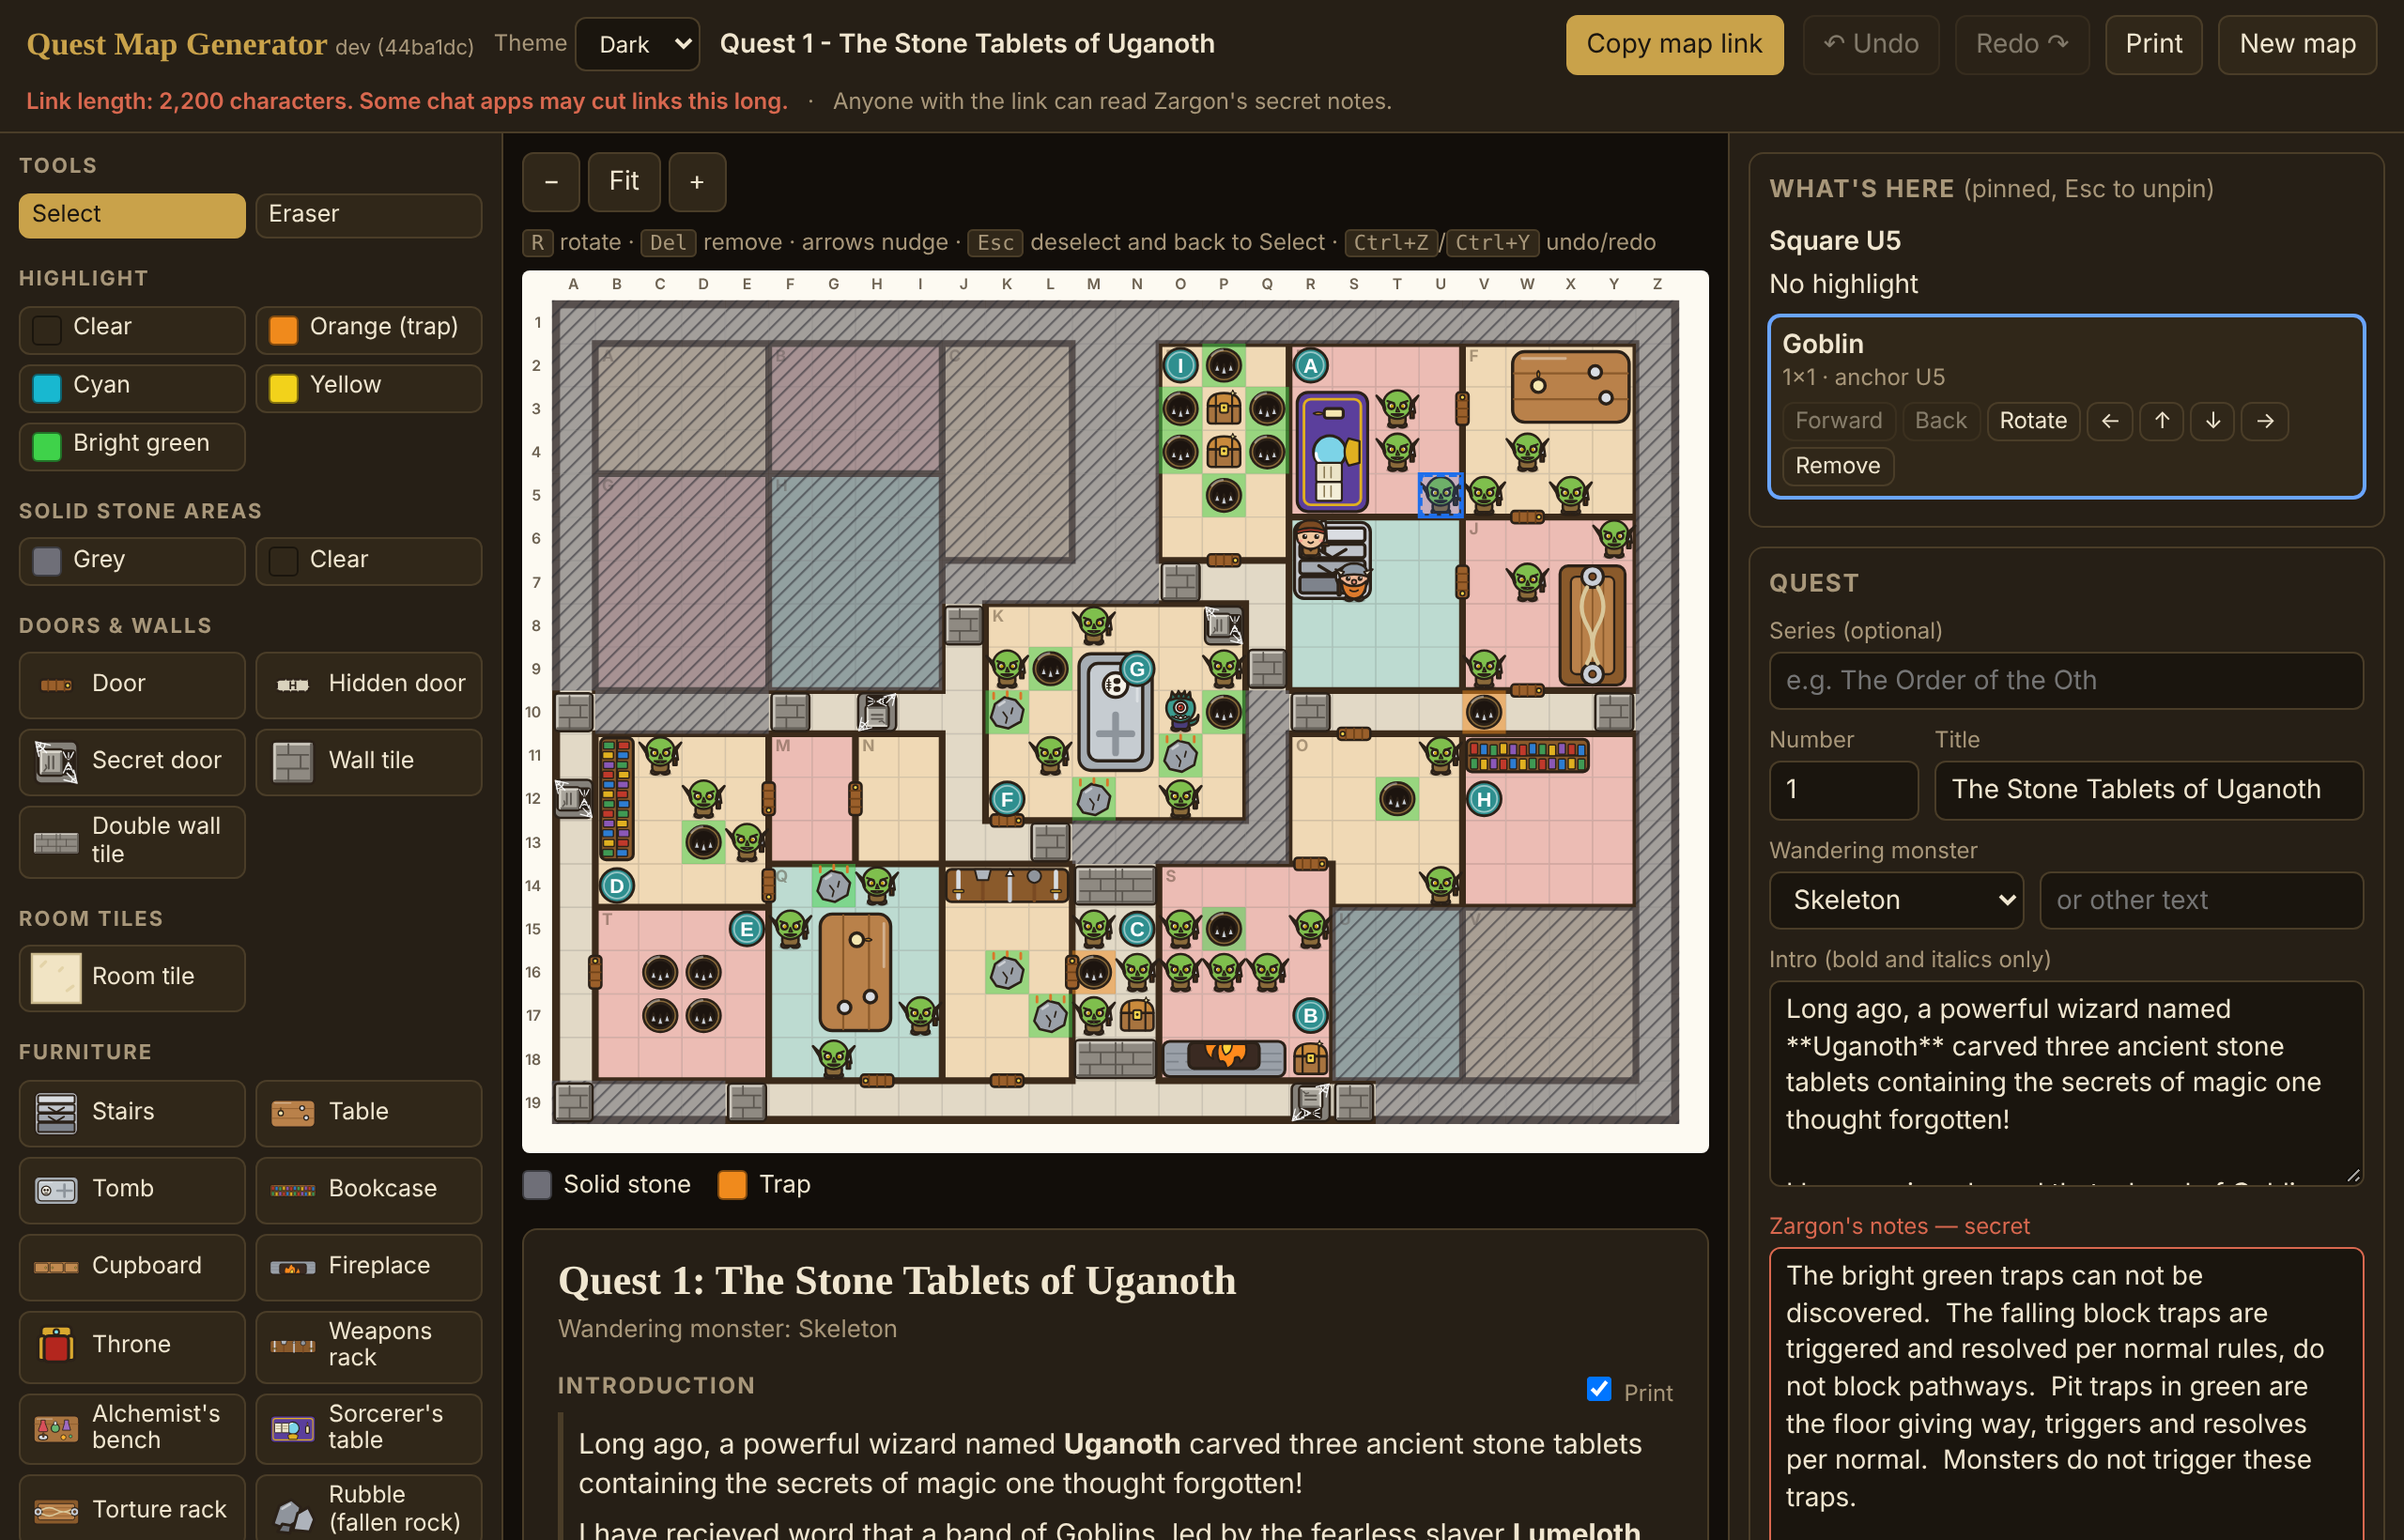 Quest Map Generator dev (44ba1dc) Theme Dark Quest 1 - The Stone Tablets of Uganoth Copy map link ↶ Undo Redo ↷ Print New map
Link length: 2,200 characters. Some chat apps may cut links this long. · Anyone with the link can read Zargon's secret notes.
TOOLS
Select Eraser
HIGHLIGHT
Clear Orange (trap)
Cyan Yellow
Bright green
SOLID STONE AREAS
Grey Clear
DOORS & WALLS
Door Hidden door
Secret door Wall tile
Double wall
tile
ROOM TILES
Room tile
FURNITURE
Stairs Table
Tomb Bookcase
Cupboard Fireplace
Throne Weapons
rack
Alchemist's
bench
Sorcerer's
table
Torture rack Rubble
(fallen rock)
− Fit +
R rotate · Del remove · arrows nudge · Esc deselect and back to Select · Ctrl+Z/Ctrl+Y undo/redo
A B C D E F G H I J K L M N O P Q R S T U V W X Y Z
1
2 A B C I A F
3
4
5 G H
6 J
7
8 K
9 G
10
11 M N O
12 F H
13
14 D Q S
15 T E C U V
16
17 B
18
19
Solid stone Trap
Quest 1: The Stone Tablets of Uganoth
Wandering monster: Skeleton
INTRODUCTION Print
Long ago, a powerful wizard named Uganoth carved three ancient stone tablets
containing the secrets of magic one thought forgotten!
I have recieved word that a band of Goblins, led by the fearless slayer Lumeloth
WHAT'S HERE (pinned, Esc to unpin)
Square U5
No highlight
Goblin
1×1 · anchor U5
Forward Back Rotate ← ↑ ↓ →
Remove
QUEST
Series (optional)
e.g. The Order of the Oth
Number Title
1 The Stone Tablets of Uganoth
Wandering monster
Skeleton or other text
Intro (bold and italics only)
Long ago, a powerful wizard named
**Uganoth** carved three ancient stone
tablets containing the secrets of magic one
thought forgotten!
Zargon's notes — secret
The bright green traps can not be
discovered. The falling block traps are
triggered and resolved per normal rules, do
not block pathways. Pit traps in green are
the floor giving way, triggers and resolves
per normal. Monsters do not trigger these
traps.